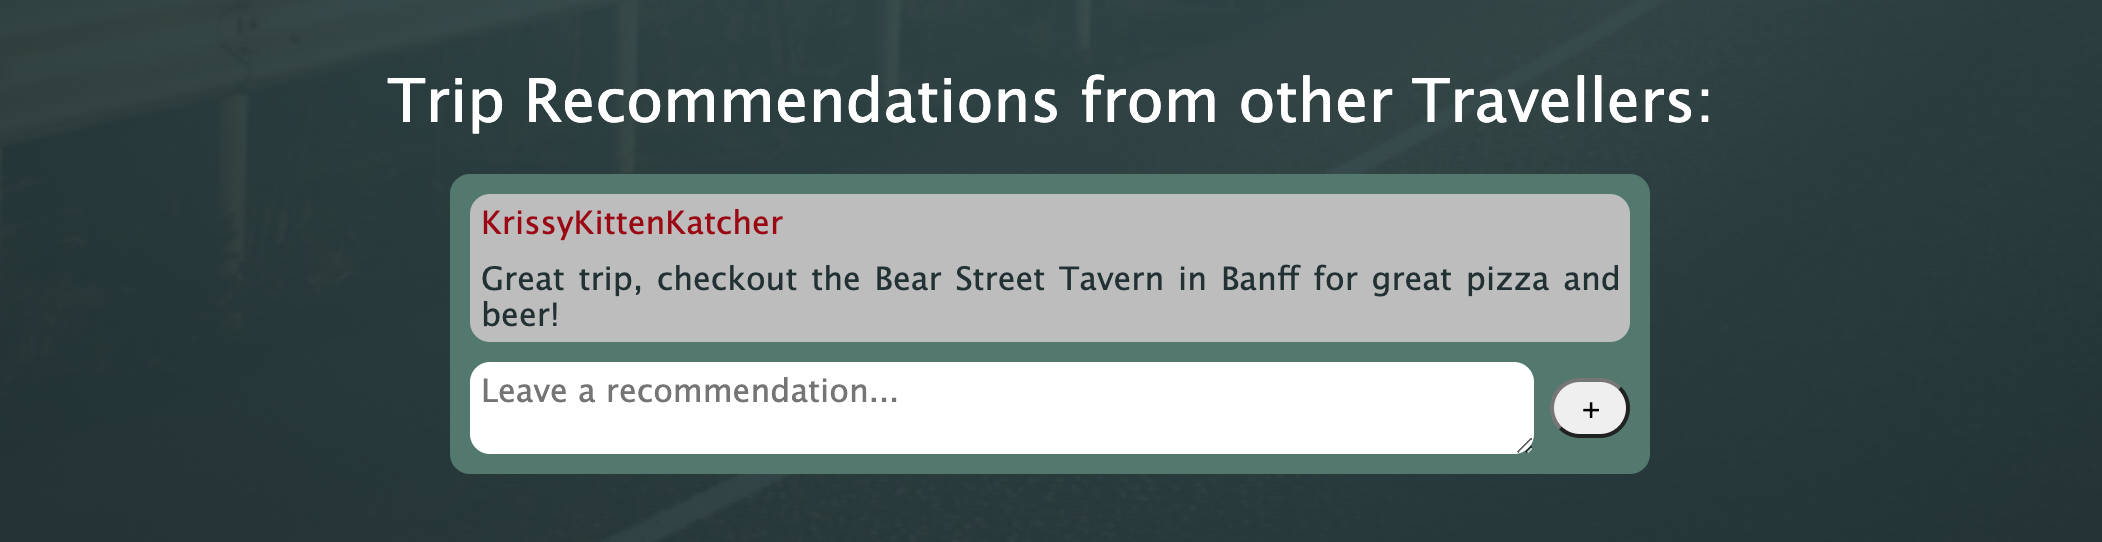 Trip Recommendations from other Travellers:
KrissyKittenKatcher
Great trip, checkout the Bear Street Tavern in Banff for great pizza and
beer!
Leave a recommendation...
+